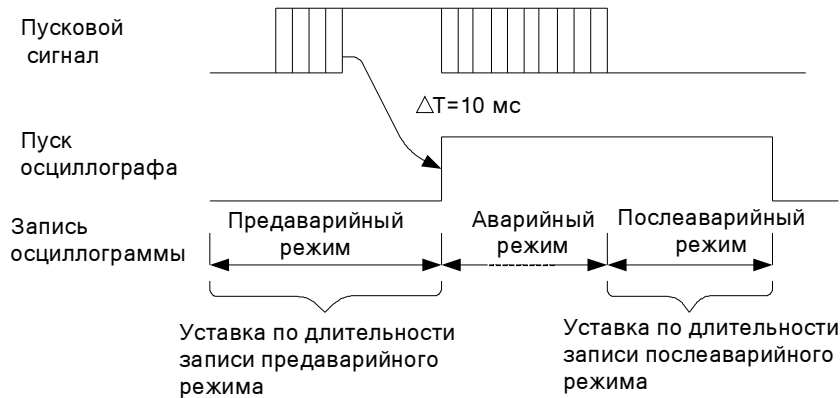 Пусковой
сигнал
△T=10 мс
Пуск
осциллографа
Запись
осциллограммы
Предаварийный
режим
Аварийный
режим
Послеаварийный
режим
Уставка по длительности
записи предаварийного
режима
Уставка по длительности
записи послеаварийного
режима